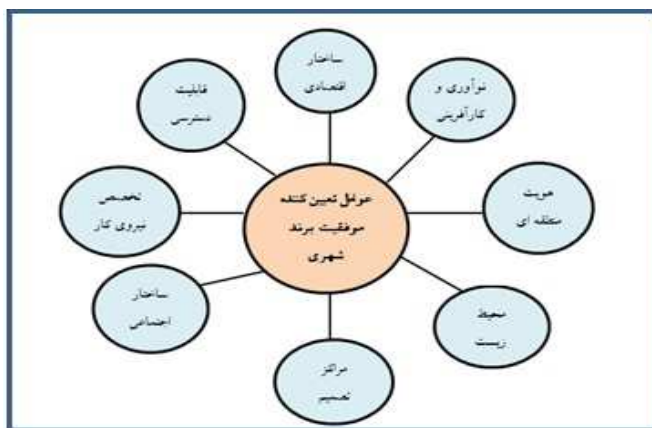 ساختار
اقتصادی
نوآوری و
کارآفرینی
قابلیت
دسترسی
هویت
منطقه ای
تخصص
نیروی کار
عوامل تعیین کننده
موفقیت برند
شهری
محیط
زیست
ساختار
اجتماعی
مراکز
تصمیم